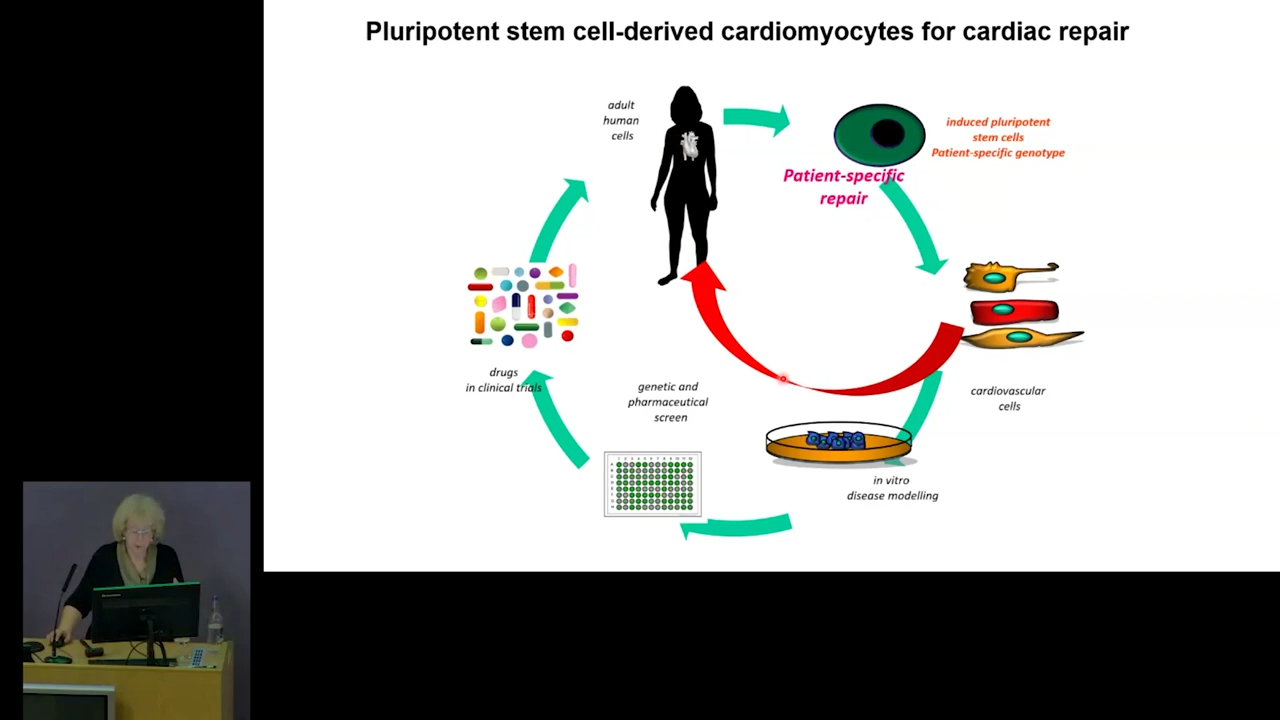 Pluripotent stem cell-derived cardiomyocytes for cardiac repair
adult
human
cells
induced pluripotent
stem cells
Patient-specific genotype
Patient-specific
repair
drugs
in clinical trials
genetic and
pharmaceutical
screen
cardiovascular
cells
in vitro
disease modelling